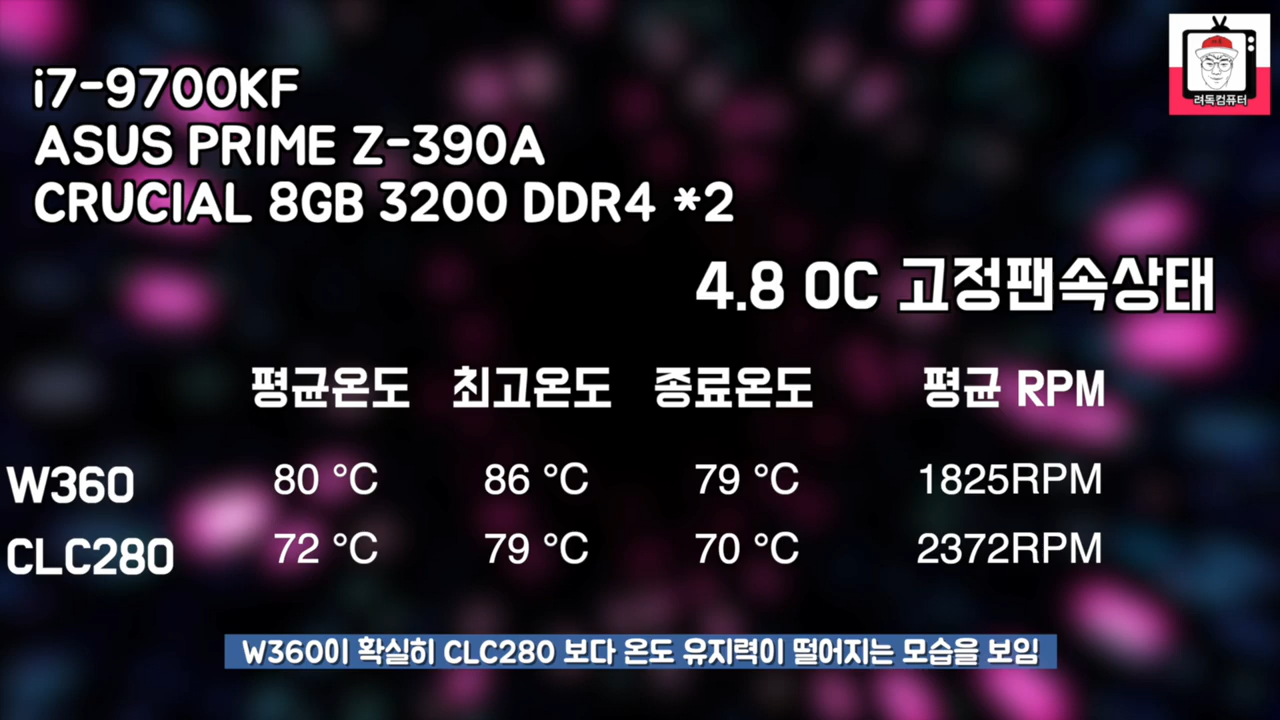 i7-9700KF
ASUS PRIME Z-390A
CRUCIAL 8GB 3200 DDR4 *2
려독컴퓨터
4.8 OC 고정팬속상태
평균온도 최고온도 종료온도 평균 RPM
W360 80 °C 86 °C 79 °C 1825RPM
CLC280 72 °C 79 °C 70 °C 2372RPM
W360이 확실히 CLC280 보다 온도 유지력이 떨어지는 모습을 보임